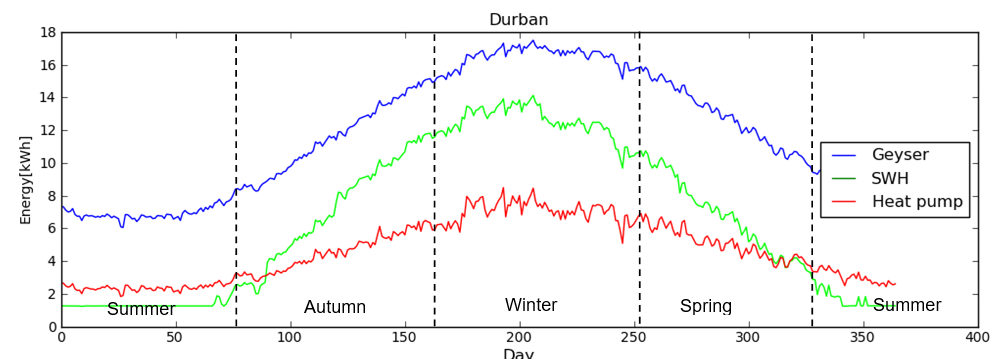 Durban
18
16
14
12
10
8
6
4
2
0
Energy[kWh]
Geyser
SWH
Heat pump
Summer
Autumn
Winter
Spring
Summer
0 50 100 150 200 250 300 350 400
Day